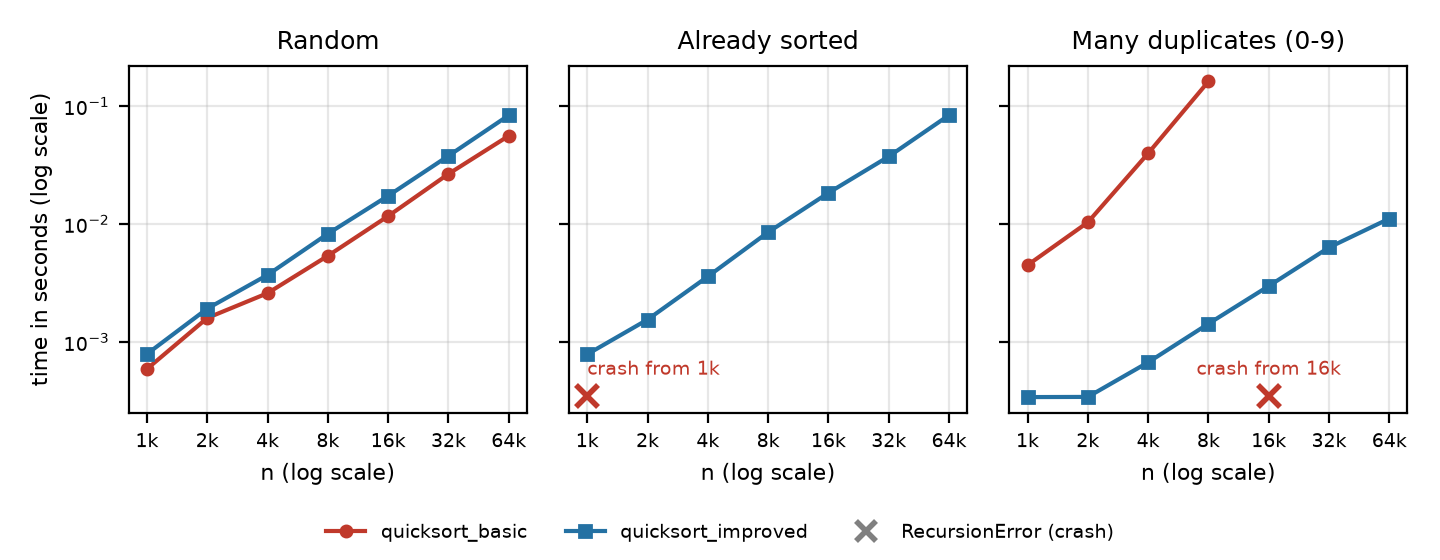 Random
Already sorted
Many duplicates (0-9)
time in seconds (log scale)
10⁻¹
10⁻²
10⁻³
crash from 1k
crash from 16k
1k 2k 4k 8k 16k 32k 64k
1k 2k 4k 8k 16k 32k 64k
1k 2k 4k 8k 16k 32k 64k
n (log scale)
n (log scale)
n (log scale)
quicksort_basic
quicksort_improved
RecursionError (crash)